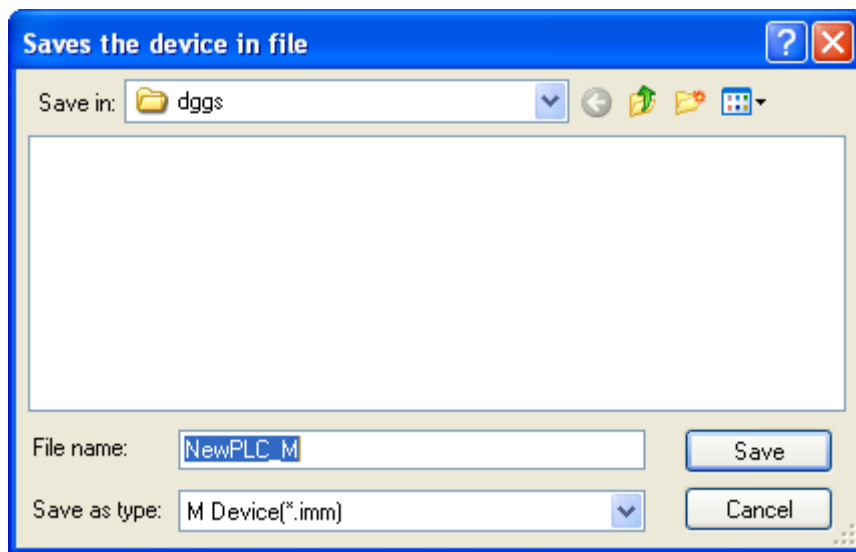 Saves the device in file
Save in: dggs
File name: NewPLC_M Save
Save as type: M Device(*.imm) Cancel